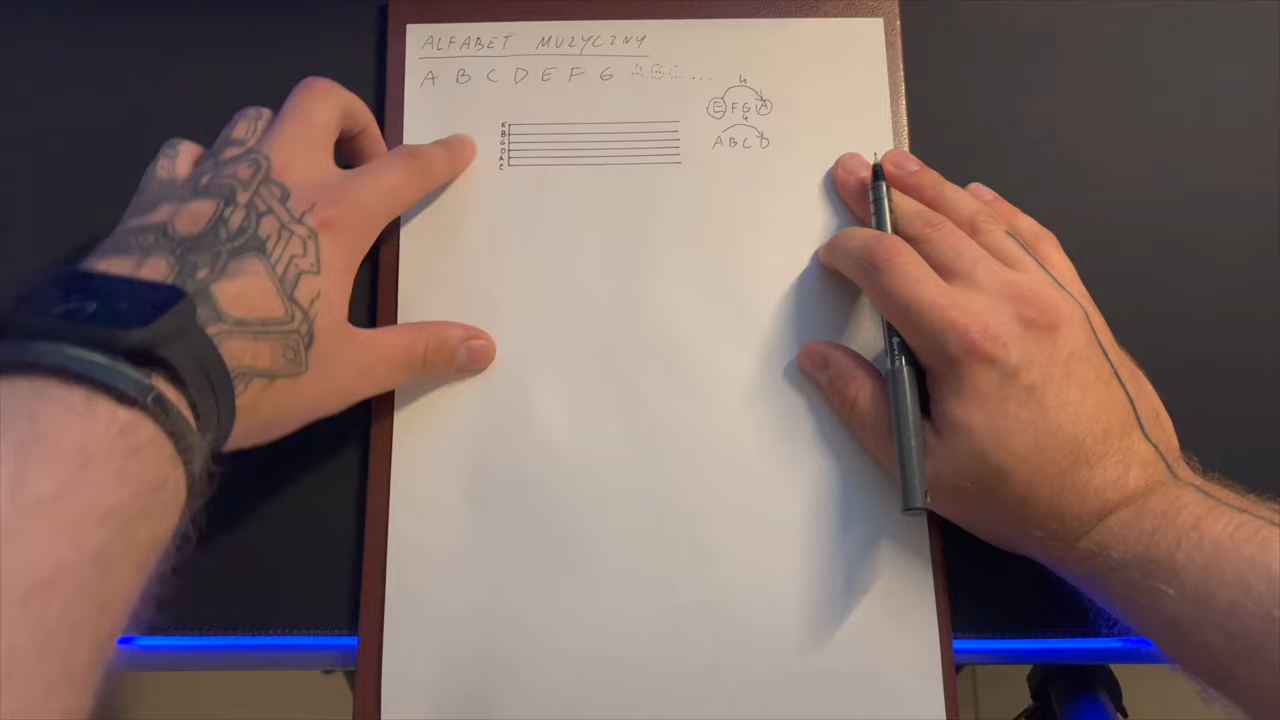 ALFABET MUZYCZNY
A B C D E F G A B C ...
4
E F G A
4
A B C D
E
B
G
D
A
E